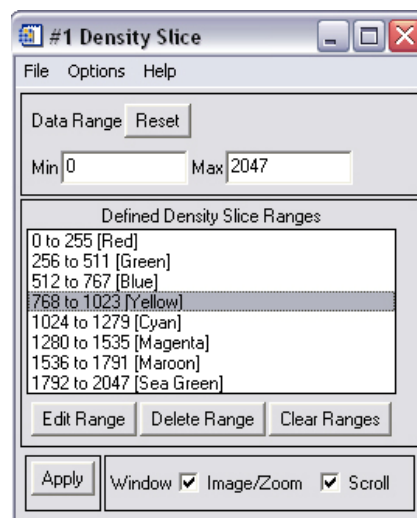 #1 Density Slice
File Options Help
Data Range Reset
Min 0 Max 2047
Defined Density Slice Ranges
0 to 255 [Red]
256 to 511 [Green]
512 to 767 [Blue]
768 to 1023 [Yellow]
1024 to 1279 [Cyan]
1280 to 1535 [Magenta]
1536 to 1791 [Maroon]
1792 to 2047 [Sea Green]
Edit Range Delete Range Clear Ranges
Apply Window Image/Zoom Scroll